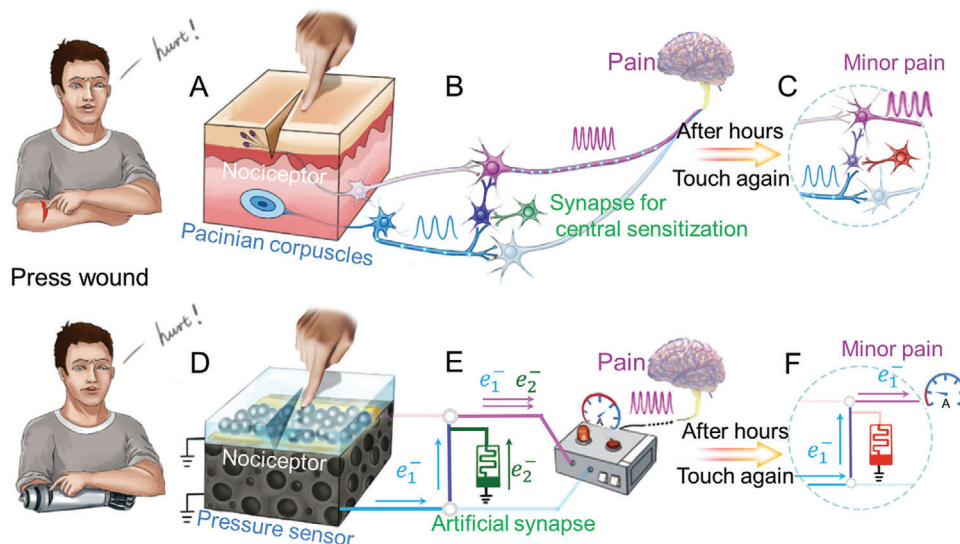 hurt!
A
B
Pain
C
Minor pain
Nociceptor
After hours
Touch again
Synapse for
central sensitization
Pacinian corpuscles
Press wound
hurt!
D
E
e₁⁻ e₂⁻
Pain
F
Minor pain
e₁⁻
A
A
Nociceptor
e₁⁻
e₂⁻
After hours
Touch again
e₁⁻
Pressure sensor
Artificial synapse